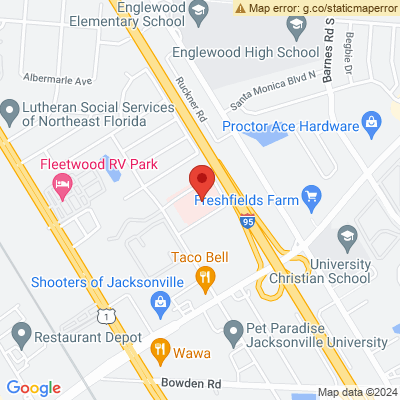 Map error: g.co/staticmaperror
Englewood
Elementary School
Englewood High School
Barnes Rd S
Begbie Dr
Albermarle Ave
Ruckner Rd
Santa Monica Blvd N
Lutheran Social Services
of Northeast Florida
Proctor Ace Hardware
Fleetwood RV Park
Freshfields Farm
95
Taco Bell
University
Christian School
Shooters of Jacksonville
1
Restaurant Depot
Pet Paradise
Jacksonville University
Wawa
Bowden Rd
Google
Map data ©2024